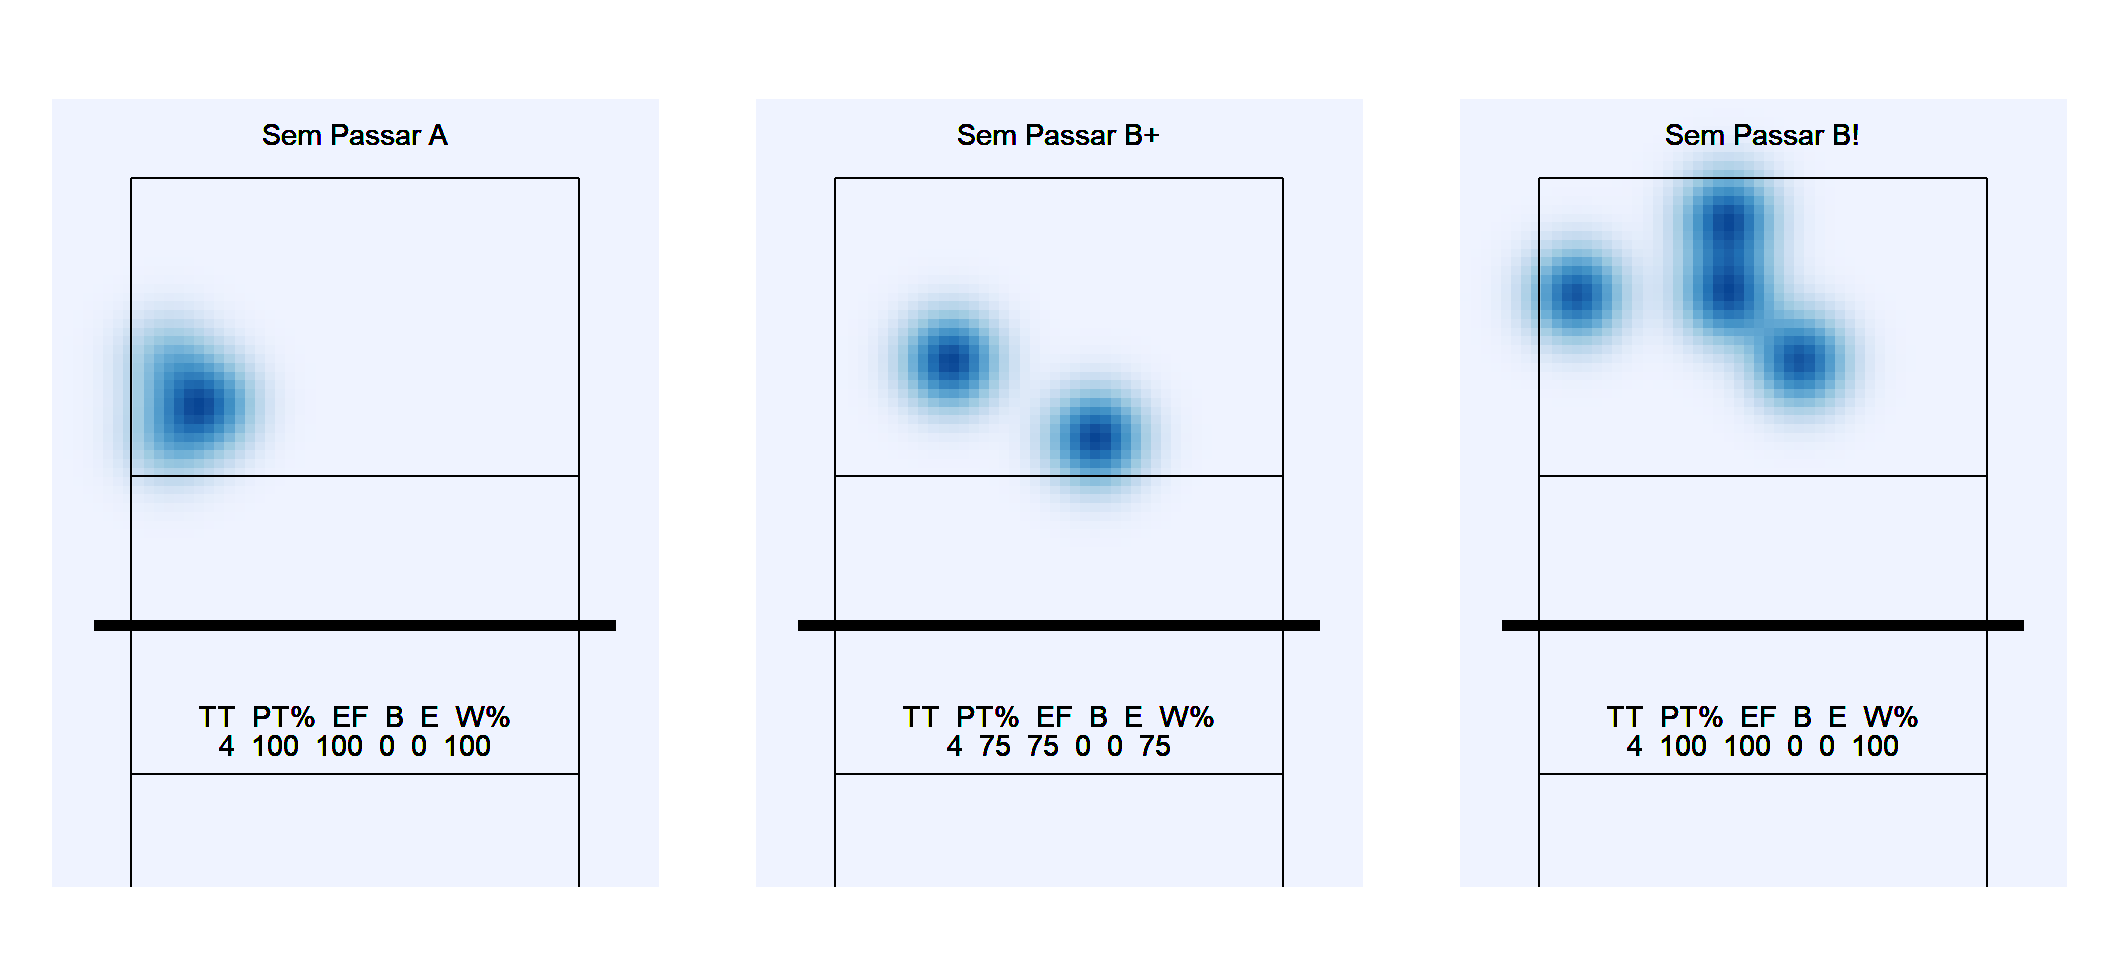 Sem Passar A
TT PT% EF B E W%
4 100 100 0 0 100
Sem Passar B+
TT PT% EF B E W%
4 75 75 0 0 75
Sem Passar B!
TT PT% EF B E W%
4 100 100 0 0 100